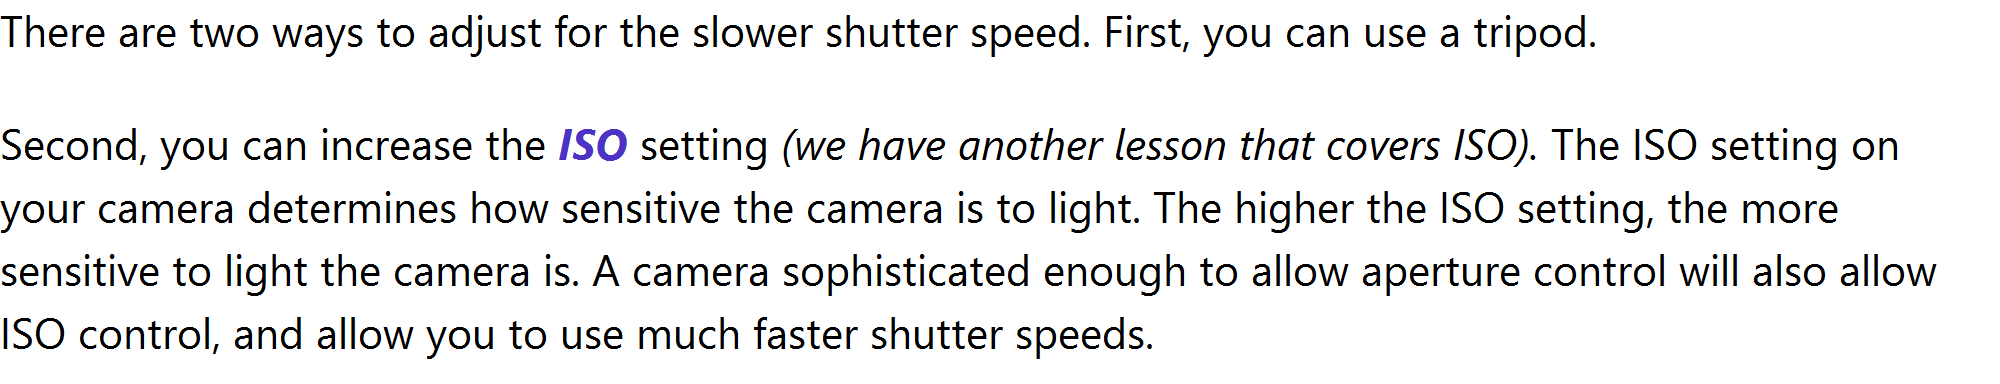 There are two ways to adjust for the slower shutter speed. First, you can use a tripod.
Second, you can increase the ISO setting (we have another lesson that covers ISO). The ISO setting on
your camera determines how sensitive the camera is to light. The higher the ISO setting, the more
sensitive to light the camera is. A camera sophisticated enough to allow aperture control will also allow
ISO control, and allow you to use much faster shutter speeds.